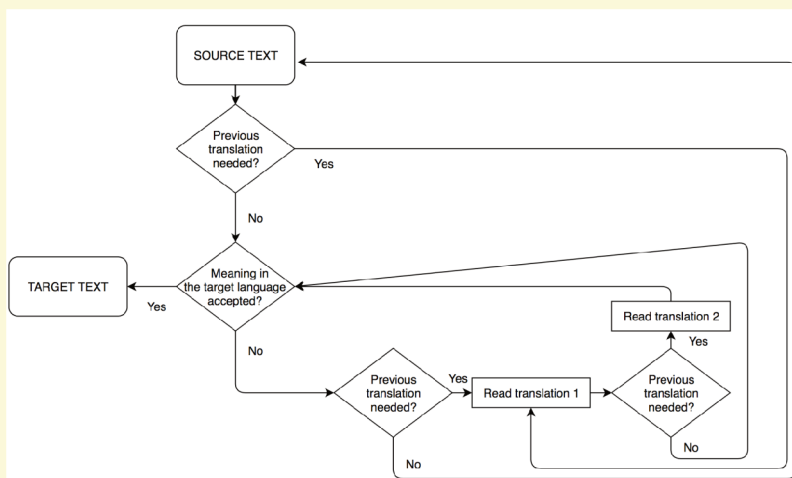 SOURCE TEXT
Previous
translation
needed?
Yes
No
Meaning in
the target language
accepted?
TARGET TEXT
Yes
No
Read translation 2
Yes
Previous
translation
needed?
Yes
Read translation 1
Previous
translation
needed?
No
No